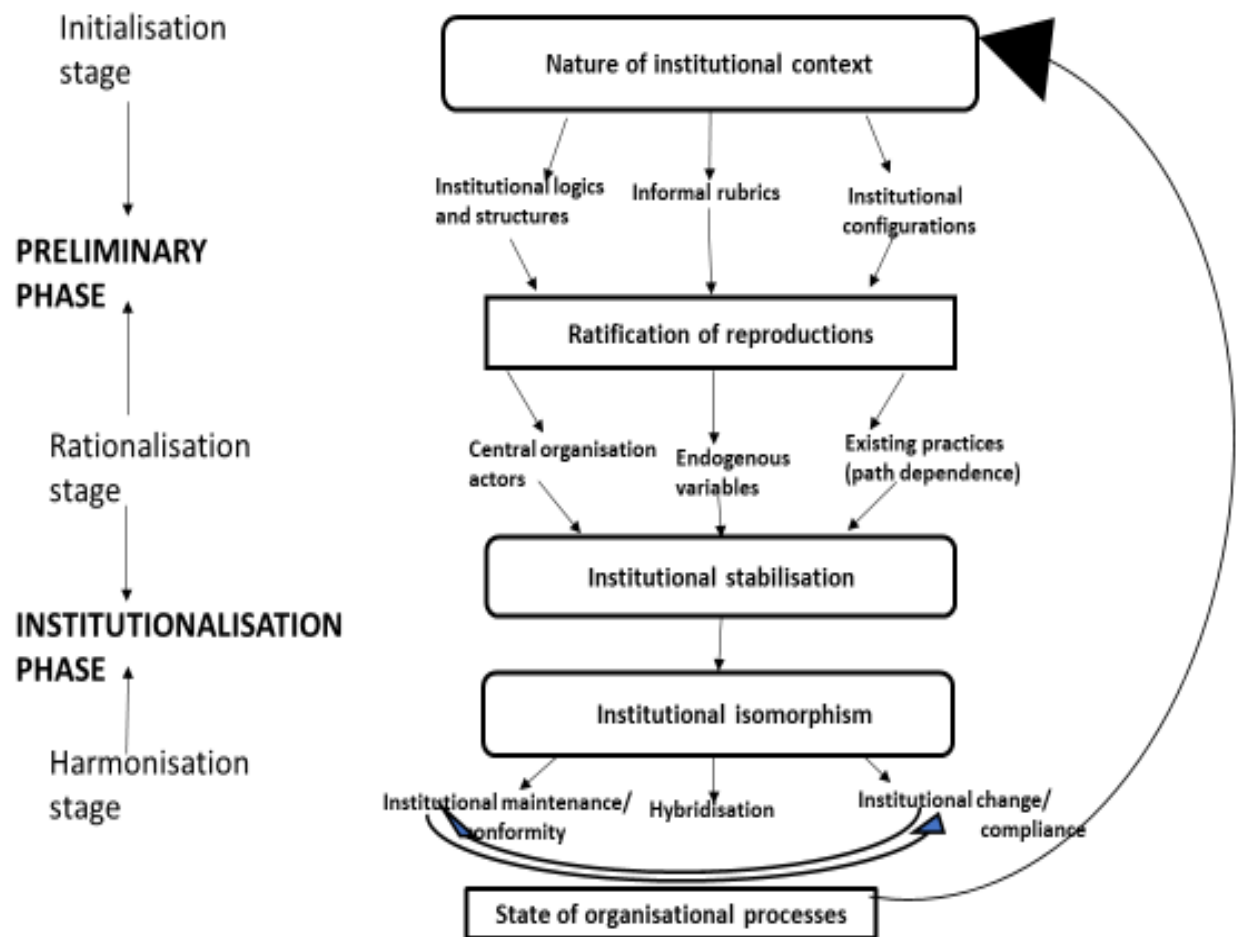 Initialisation
stage
Nature of institutional context
Institutional logics
and structures
Informal rubrics
Institutional
configurations
PRELIMINARY
PHASE
Ratification of reproductions
Rationalisation
stage
Central organisation
actors
Endogenous
variables
Existing practices
(path dependence)
Institutional stabilisation
INSTITUTIONALISATION
PHASE
Institutional isomorphism
Harmonisation
stage
Institutional maintenance/
conformity
Hybridisation
Institutional change/
compliance
State of organisational processes